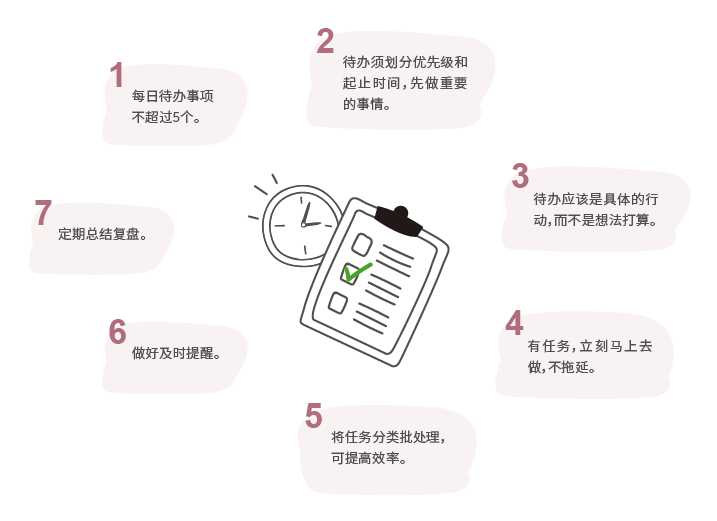 1
每日待办事项
不超过5个。
2
待办须划分优先级和
起止时间，先做重要
的事情。
3
待办应该是具体的行
动，而不是想法打算。
4
有任务，立刻马上去
做，不拖延。
5
将任务分类批处理，
可提高效率。
6
做好及时提醒。
7
定期总结复盘。